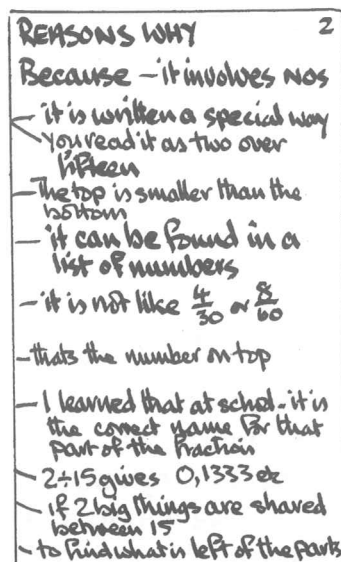 REASONS WHY 2
Because - it involves nos
- it is written a special way
you read it as two over
fifteen
- The top is smaller than the
bottom
- it can be found in a
list of numbers
- it is not like 4/30 or 8/60
- thats the number on top
- I learned that at schol - it is
the correct name for that
part of the fraction
- 2÷15 gives 0,1333 etc
- if 2 big things are shared
between 15
- to find what is left of the parts